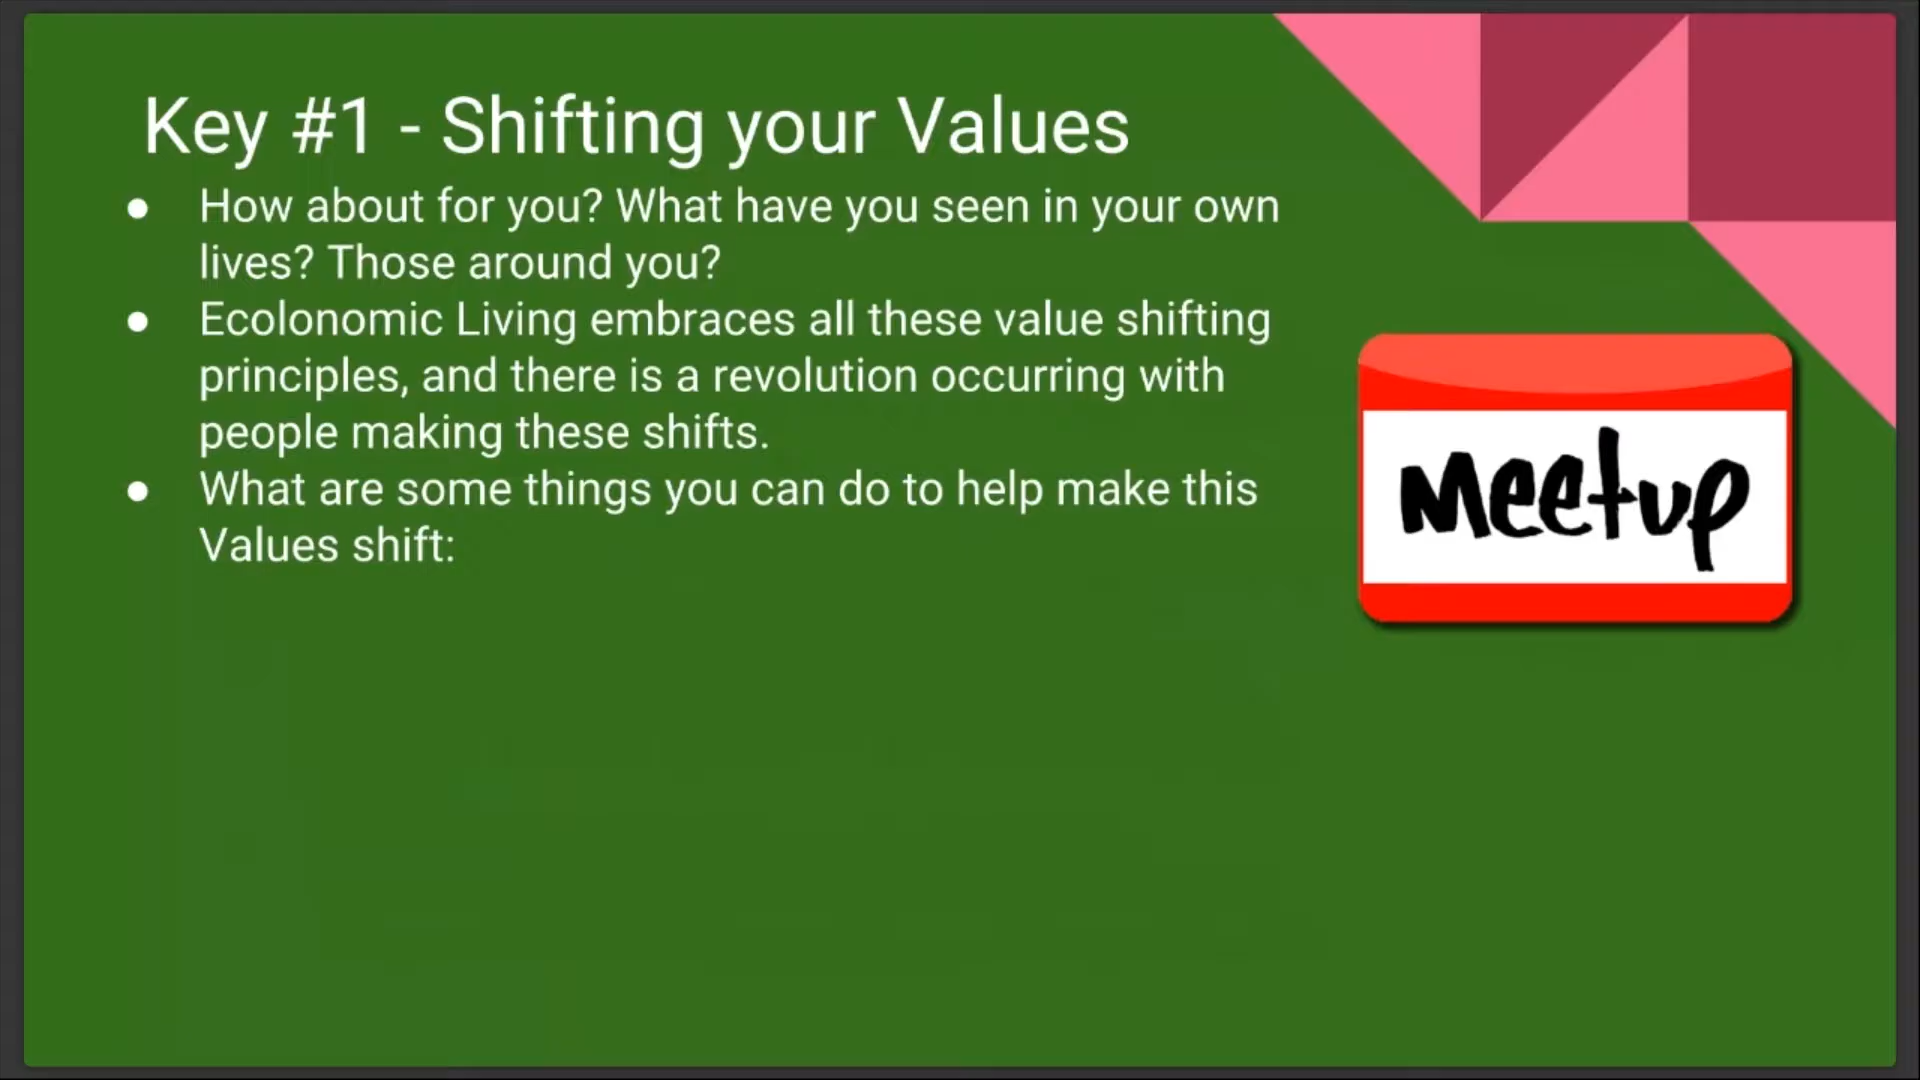 Key #1 - Shifting your Values
● How about for you? What have you seen in your own
lives? Those around you?
● Ecolonomic Living embraces all these value shifting
principles, and there is a revolution occurring with
people making these shifts.
● What are some things you can do to help make this
Values shift:
Meetup